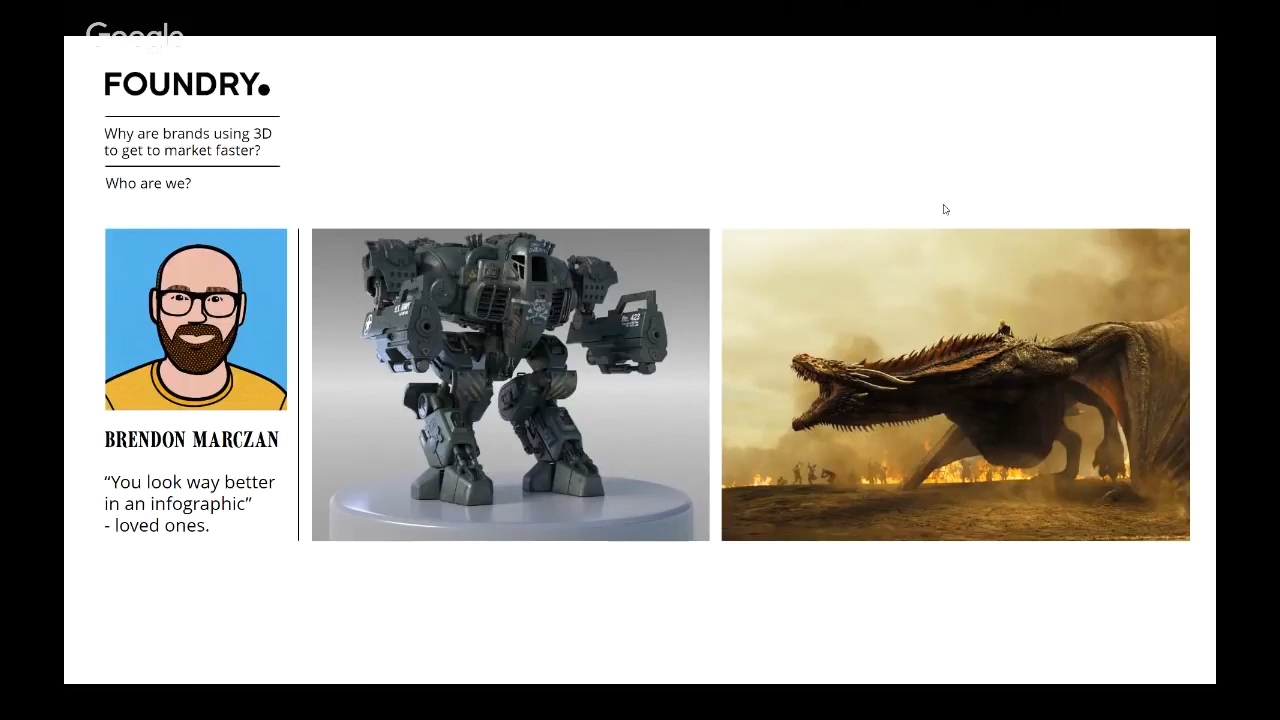 Google
FOUNDRY.
Why are brands using 3D
to get to market faster?
Who are we?
BRENDON MARCZAN
“You look way better
in an infographic”
- loved ones.